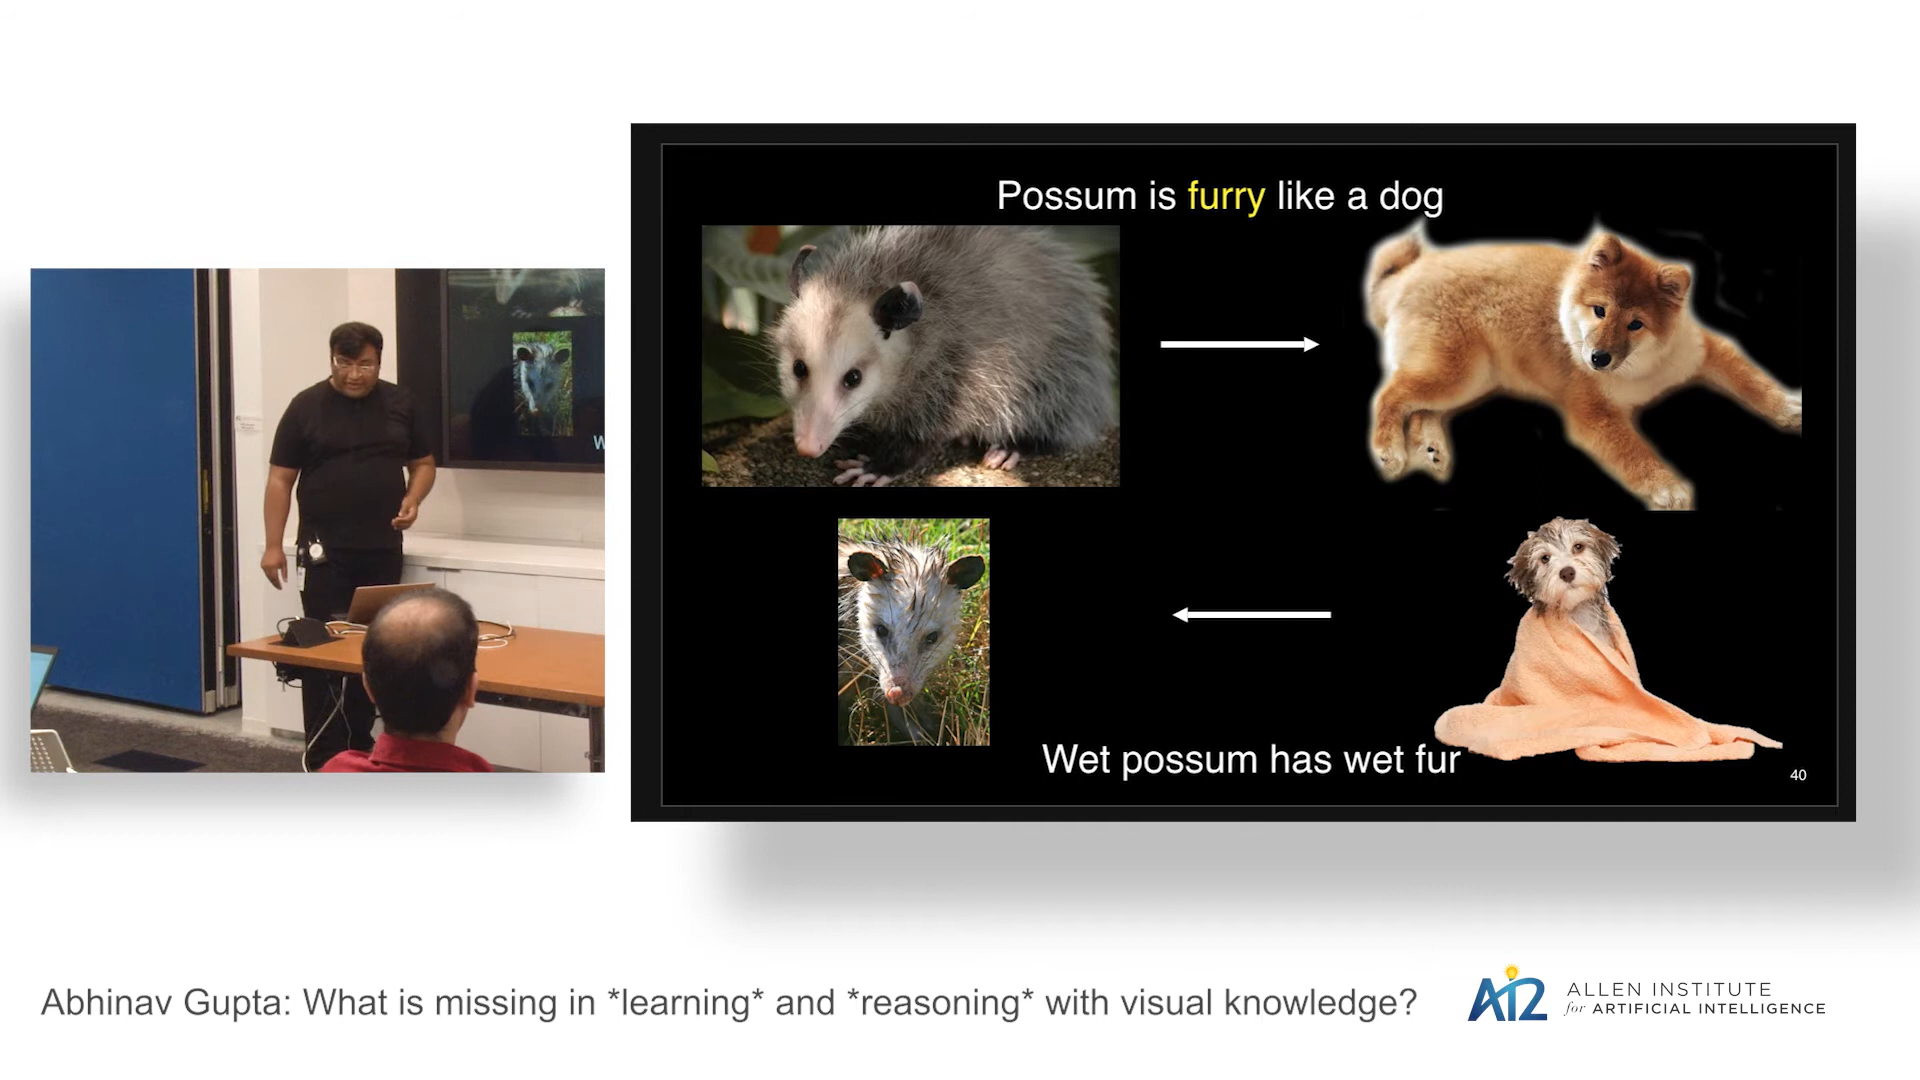 Possum is furry like a dog
Wet possum has wet fur
40
W
Abhinav Gupta: What is missing in *learning* and *reasoning* with visual knowledge?
AI2
ALLEN INSTITUTE
for ARTIFICIAL INTELLIGENCE